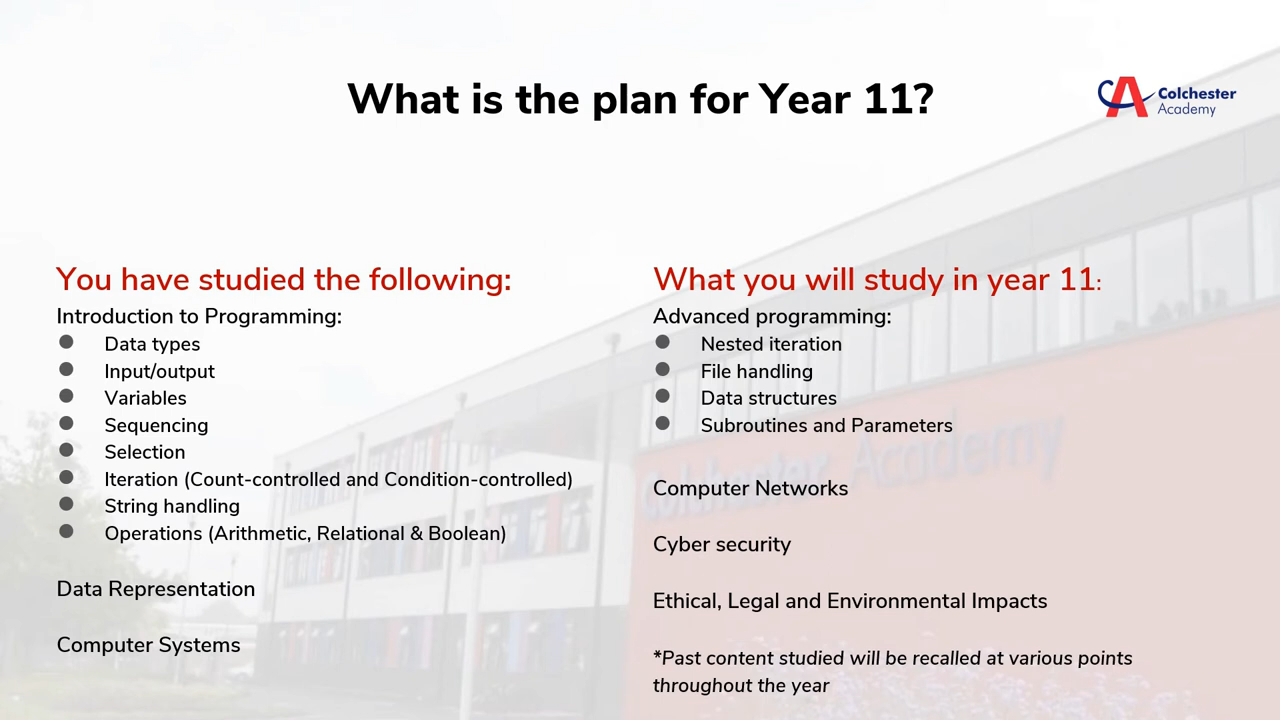 What is the plan for Year 11?
Colchester
Academy
You have studied the following:
Introduction to Programming:
● Data types
● Input/output
● Variables
● Sequencing
● Selection
● Iteration (Count-controlled and Condition-controlled)
● String handling
● Operations (Arithmetic, Relational & Boolean)
Data Representation
Computer Systems
What you will study in year 11:
Advanced programming:
● Nested iteration
● File handling
● Data structures
● Subroutines and Parameters
Computer Networks
Cyber security
Ethical, Legal and Environmental Impacts
*Past content studied will be recalled at various points
throughout the year
Colchester Academy